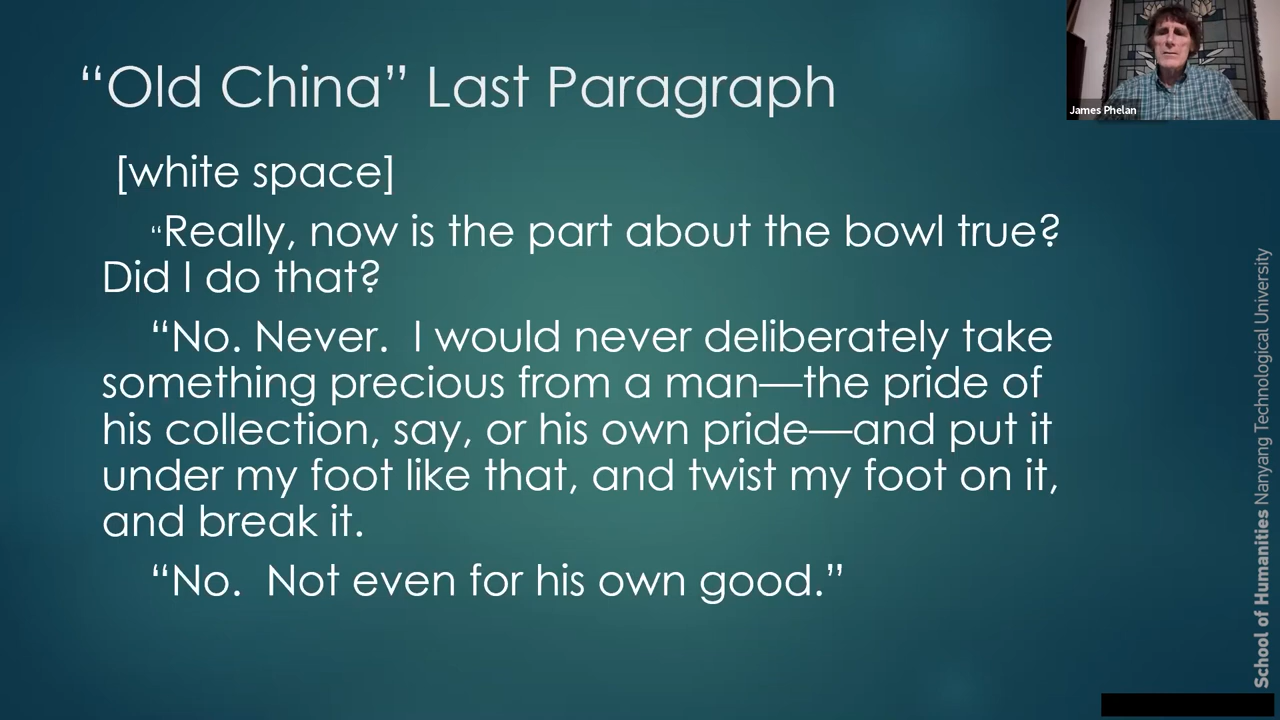 “Old China” Last Paragraph
James Phelan
[white space]
“Really, now is the part about the bowl true?
Did I do that?
“No. Never.  I would never deliberately take
something precious from a man—the pride of
his collection, say, or his own pride—and put it
under my foot like that, and twist my foot on it,
and break it.
“No.  Not even for his own good.”
School of Humanities Nanyang Technological University